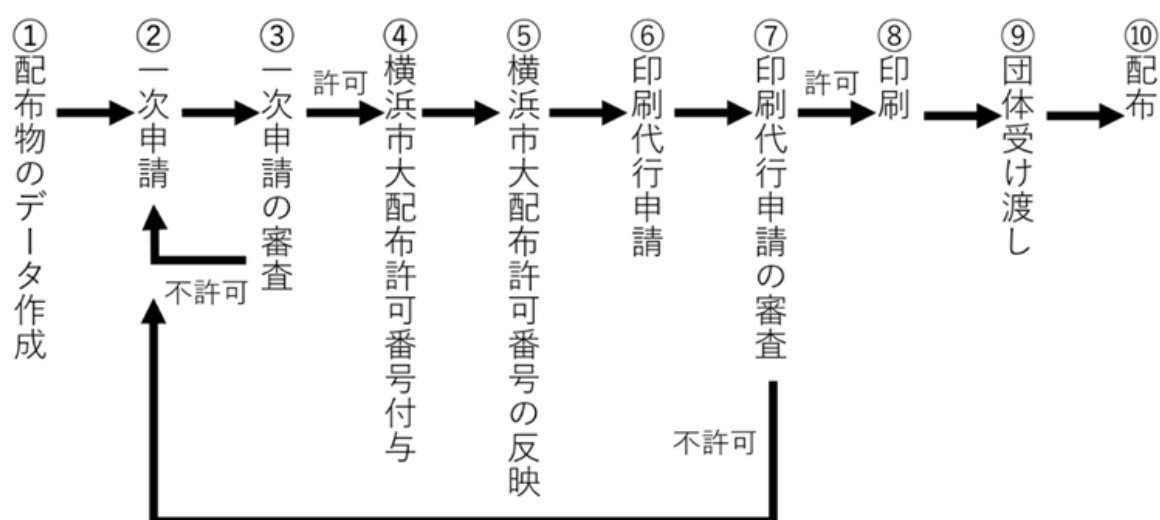 ①配布物のデータ作成
②一次申請
③一次申請の審査
許可
不許可
④横浜市大配布許可番号付与
⑤横浜市大配布許可番号の反映
⑥印刷代行申請
⑦印刷代行申請の審査
許可
不許可
⑧印刷
⑨団体受け渡し
⑩配布